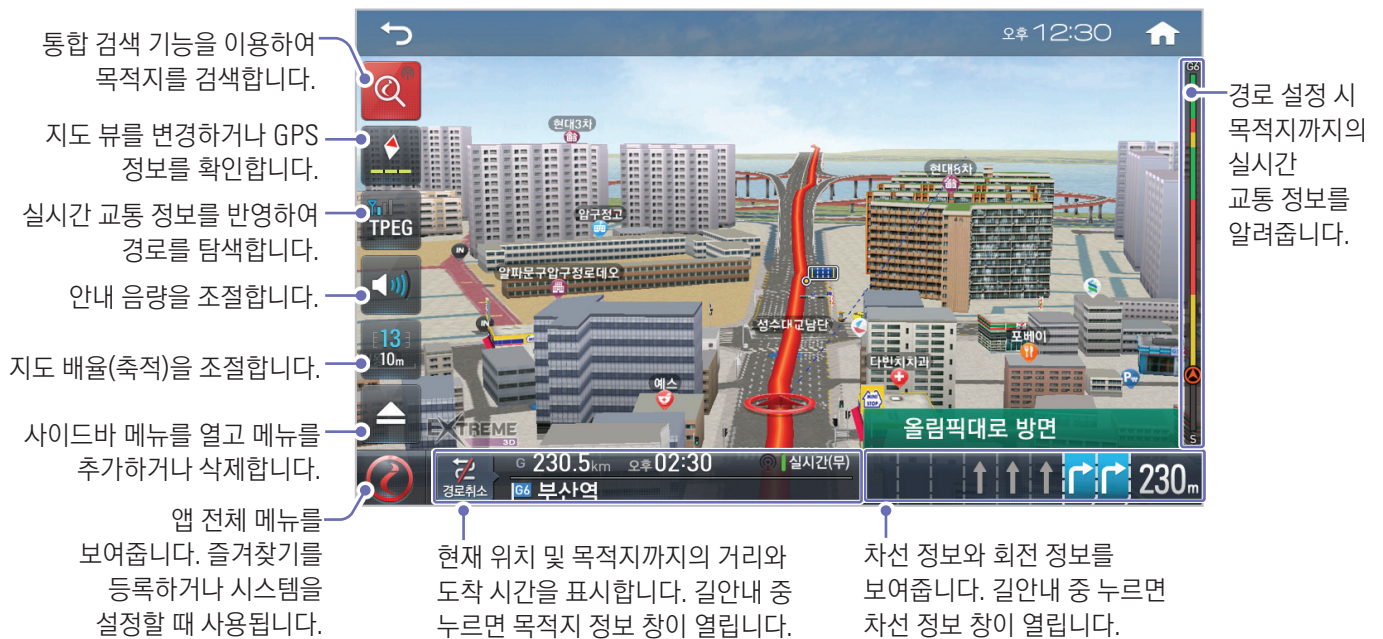 통합 검색 기능을 이용하여
목적지를 검색합니다.
지도 뷰를 변경하거나 GPS
정보를 확인합니다.
실시간 교통 정보를 반영하여
경로를 탐색합니다.
안내 음량을 조절합니다.
지도 배율(축적)을 조절합니다.
사이드바 메뉴를 열고 메뉴를
추가하거나 삭제합니다.
앱 전체 메뉴를
보여줍니다. 즐겨찾기를
등록하거나 시스템을
설정할 때 사용됩니다.
오후 12:30
TPEG
13
10m
현대3차
현대8차
압구정고
알파문구압구정로데오
IN
IN
성수대교남단
포베이
다빈치치과
예스
MINI
STOP
EXTREME
3D
올림픽대로 방면
G6
S
경로취소
G 230.5km 오후 02:30 실시간(무)
G6 부산역
230m
경로 설정 시
목적지까지의
실시간
교통 정보를
알려줍니다.
현재 위치 및 목적지까지의 거리와
도착 시간을 표시합니다. 길안내 중
누르면 목적지 정보 창이 열립니다.
차선 정보와 회전 정보를
보여줍니다. 길안내 중 누르면
차선 정보 창이 열립니다.